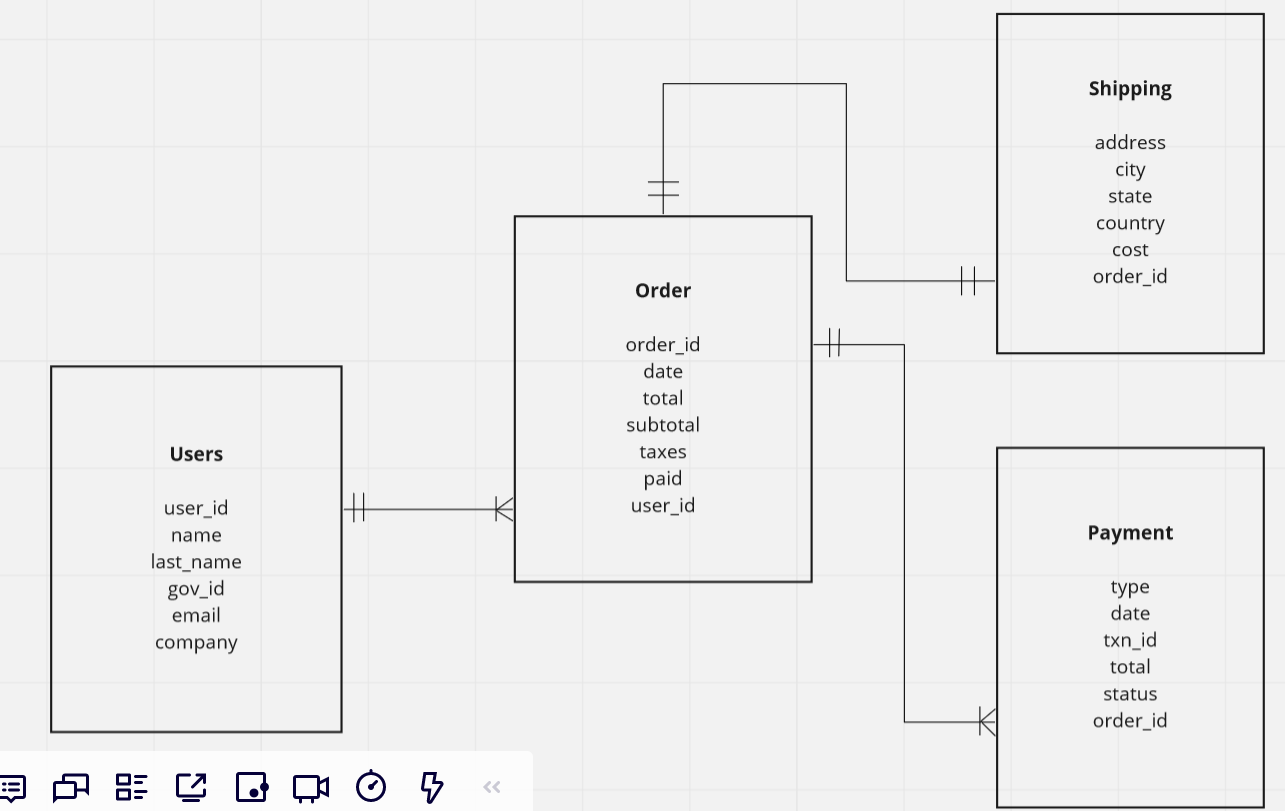 Shipping
address
city
state
country
cost
order_id
Order
order_id
date
total
subtotal
taxes
paid
user_id
Users
user_id
name
last_name
gov_id
email
company
Payment
type
date
txn_id
total
status
order_id